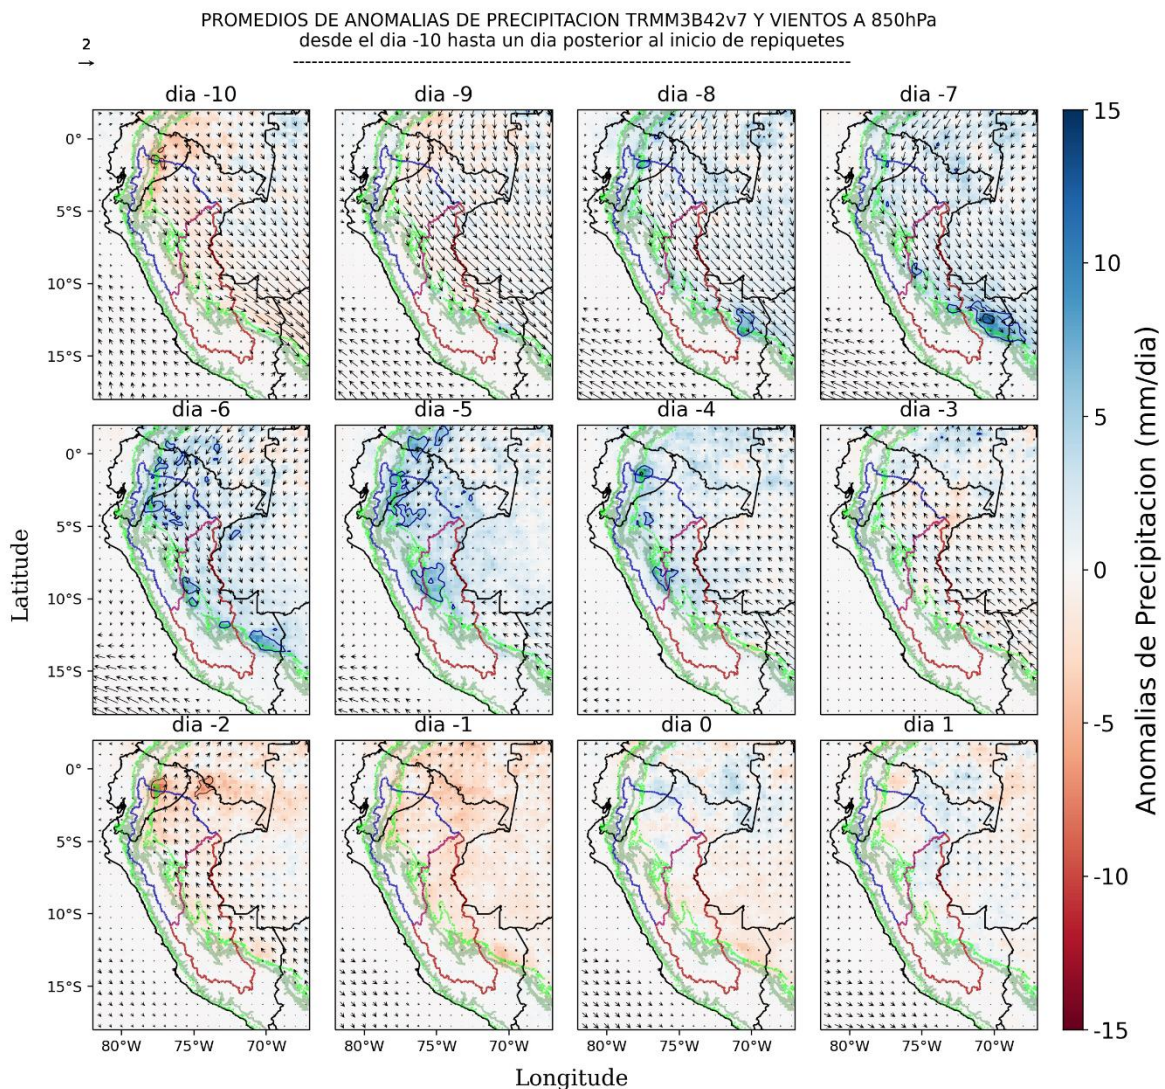 PROMEDIOS DE ANOMALIAS DE PRECIPITACION TRMM3B42v7 Y VIENTOS A 850hPa
desde el dia -10 hasta un dia posterior al inicio de repiquetes
2
dia -10
dia -9
dia -8
dia -7
0°
5°S
10°S
15°S
dia -6
dia -5
dia -4
dia -3
0°
5°S
10°S
15°S
dia -2
dia -1
dia 0
dia 1
0°
5°S
10°S
15°S
80°W 75°W 70°W
80°W 75°W 70°W
80°W 75°W 70°W
80°W 75°W 70°W
Latitude
Longitude
15
10
5
0
-5
-10
-15
Anomalias de Precipitacion (mm/dia)